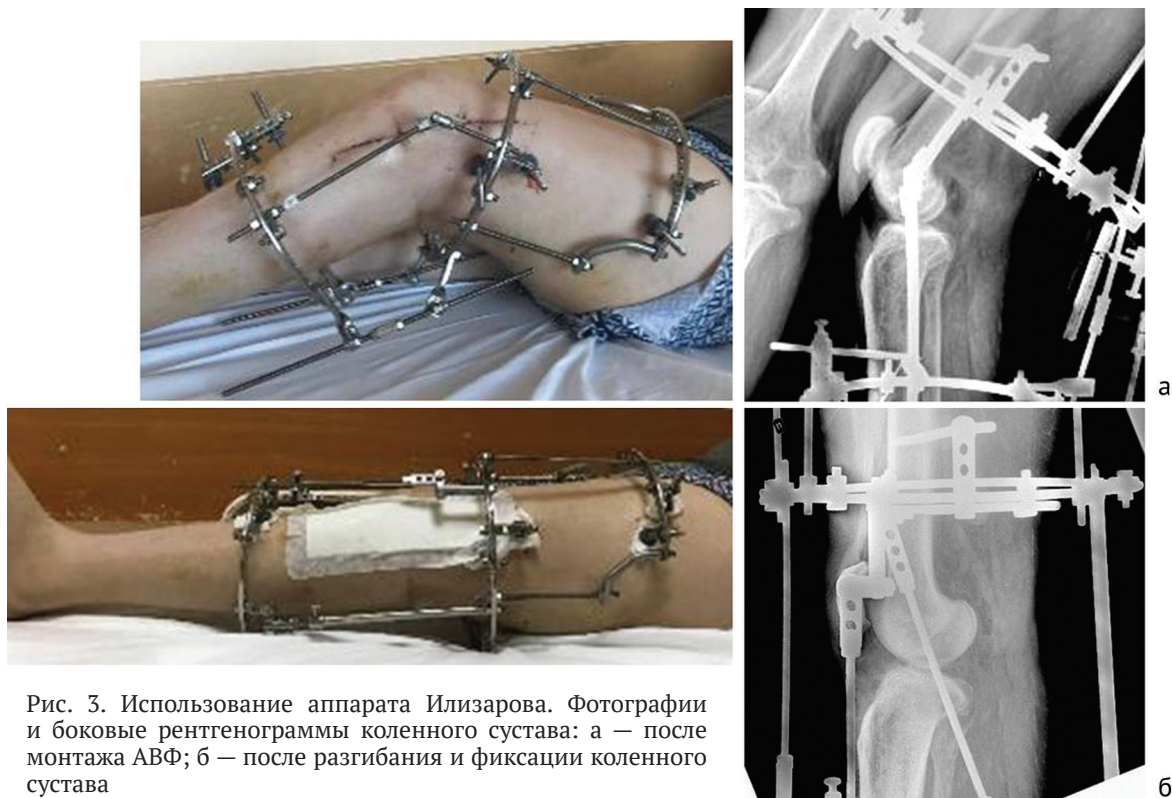 а
Рис. 3. Использование аппарата Илизарова. Фотографии
и боковые рентгенограммы коленного сустава: а — после
монтажа АВФ; б — после разгибания и фиксации коленного
сустава
б